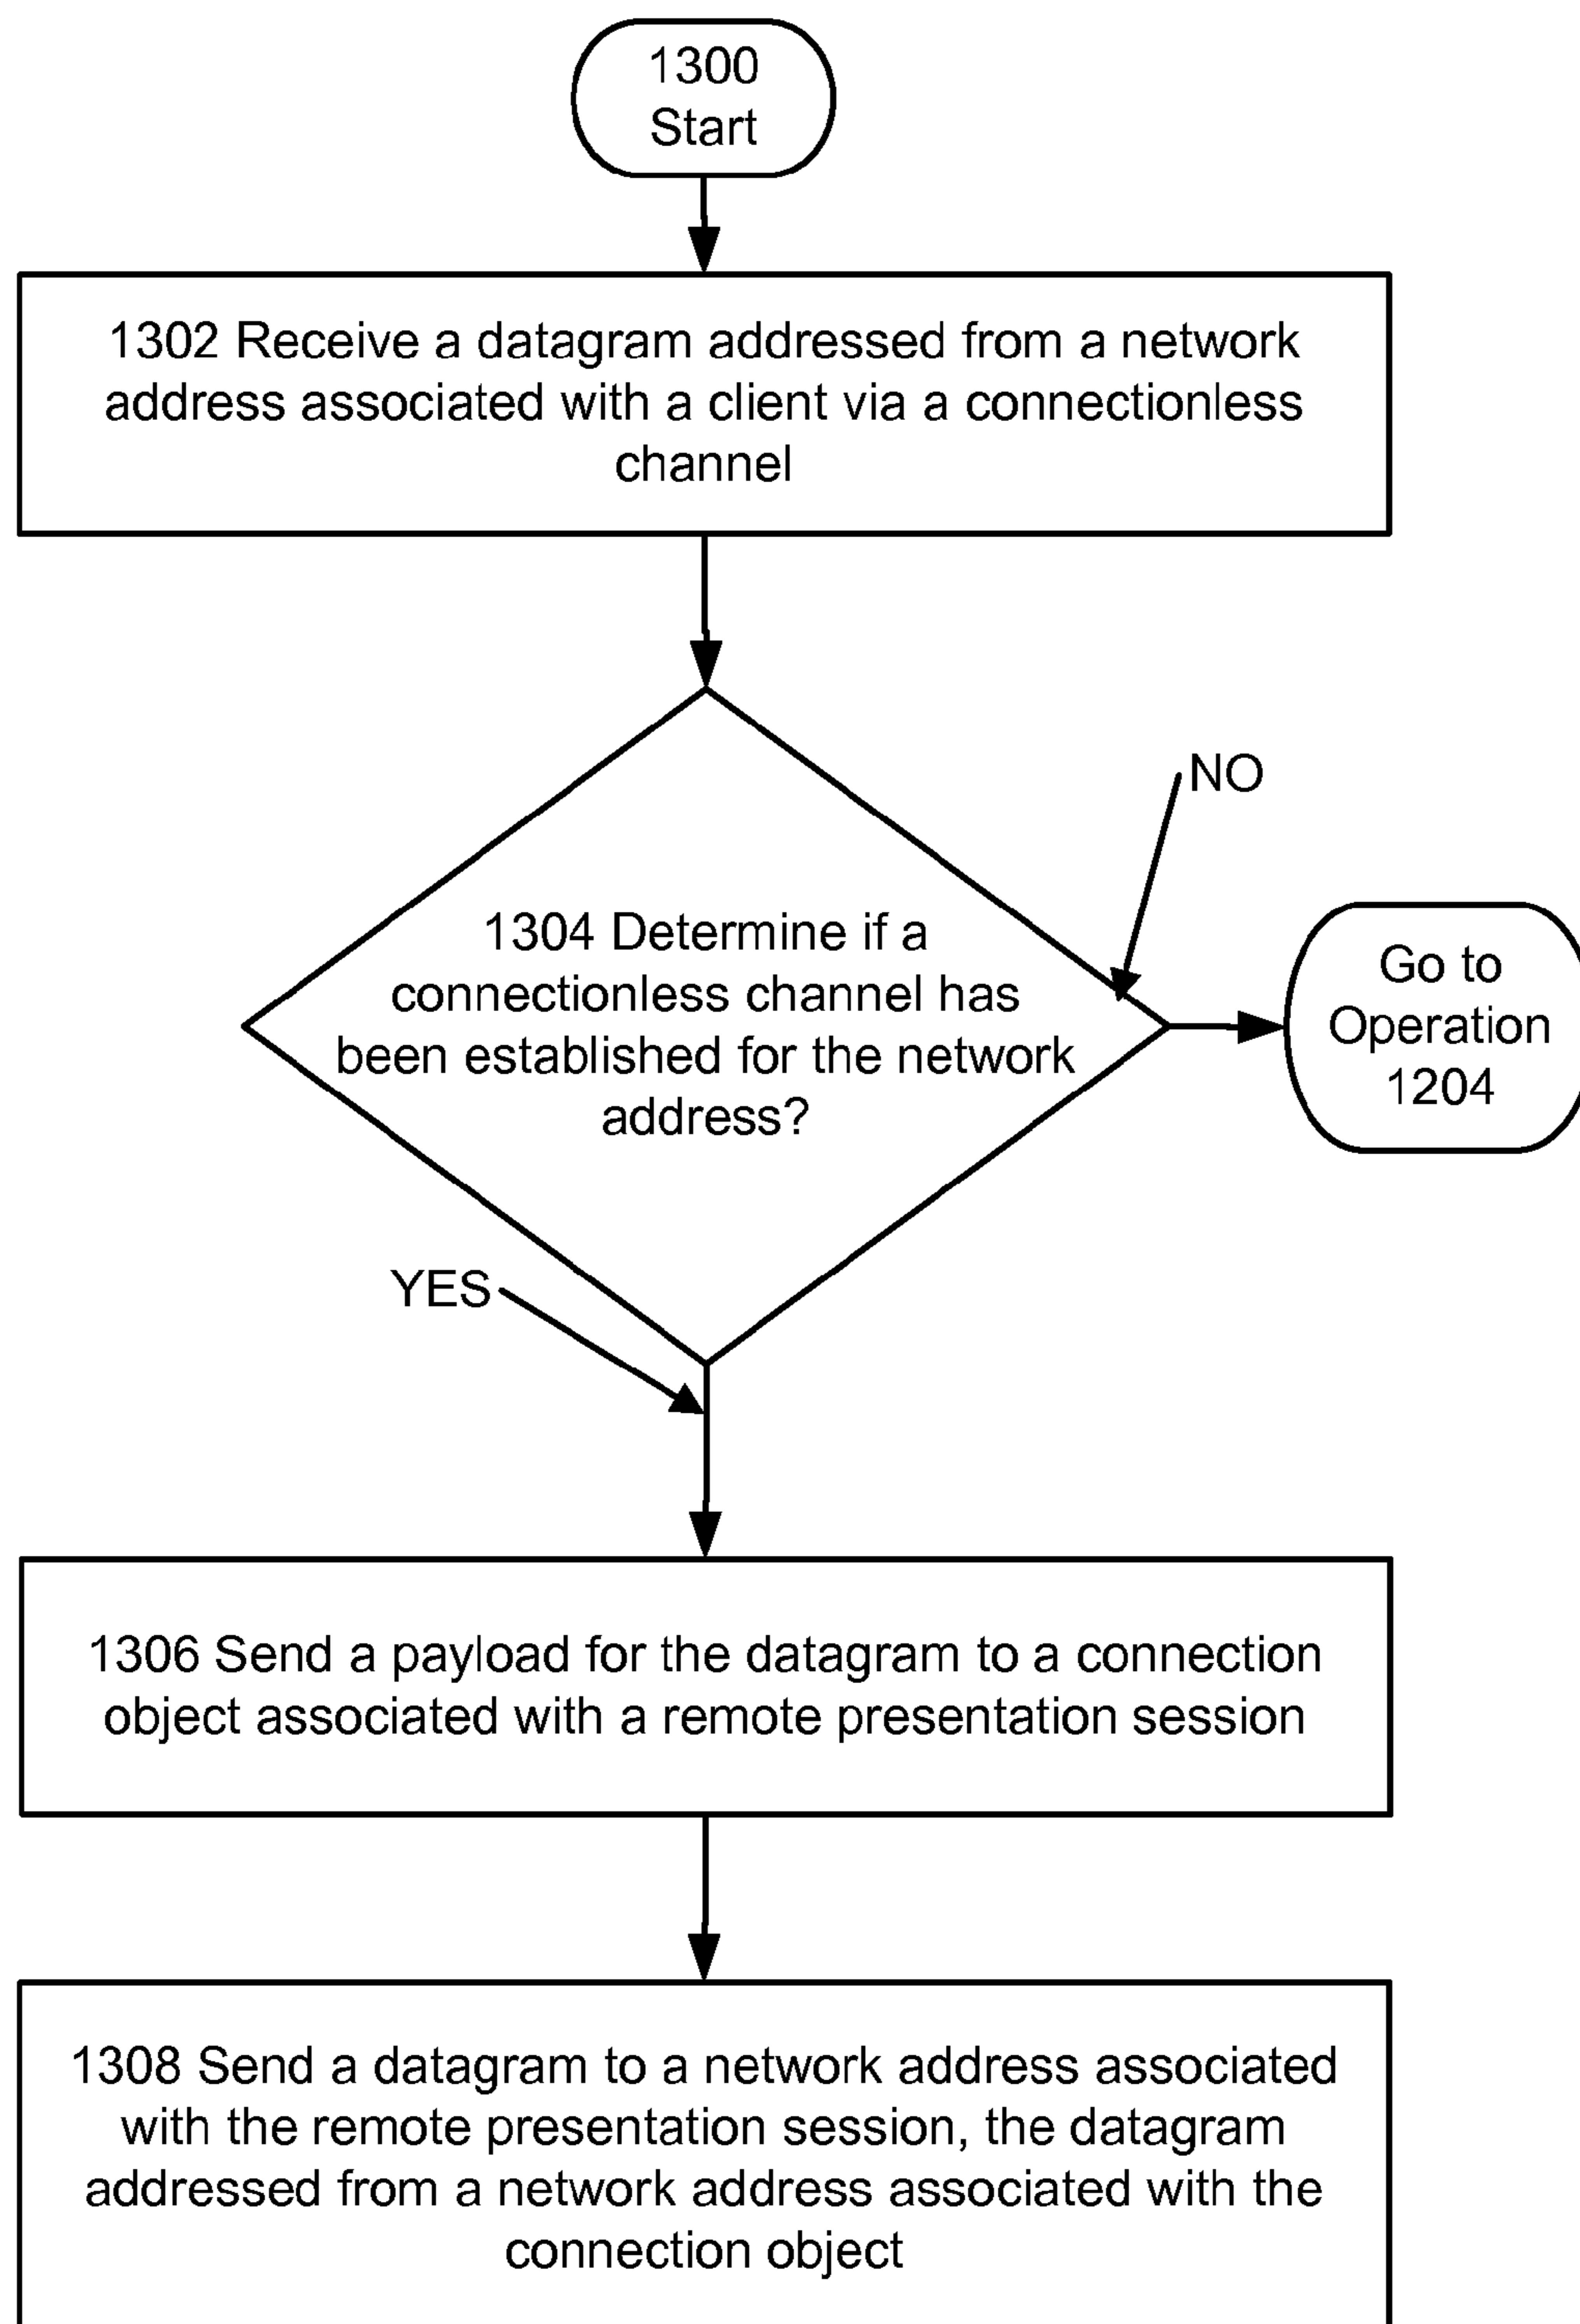 1300
Start
1302 Receive a datagram addressed from a network
address associated with a client via a connectionless
channel
NO
1304 Determine if a
connectionless channel has
been established for the network
address?
Go to
Operation
1204
YES
1306 Send a payload for the datagram to a connection
object associated with a remote presentation session
1308 Send a datagram to a network address associated
with the remote presentation session, the datagram
addressed from a network address associated with the
connection object